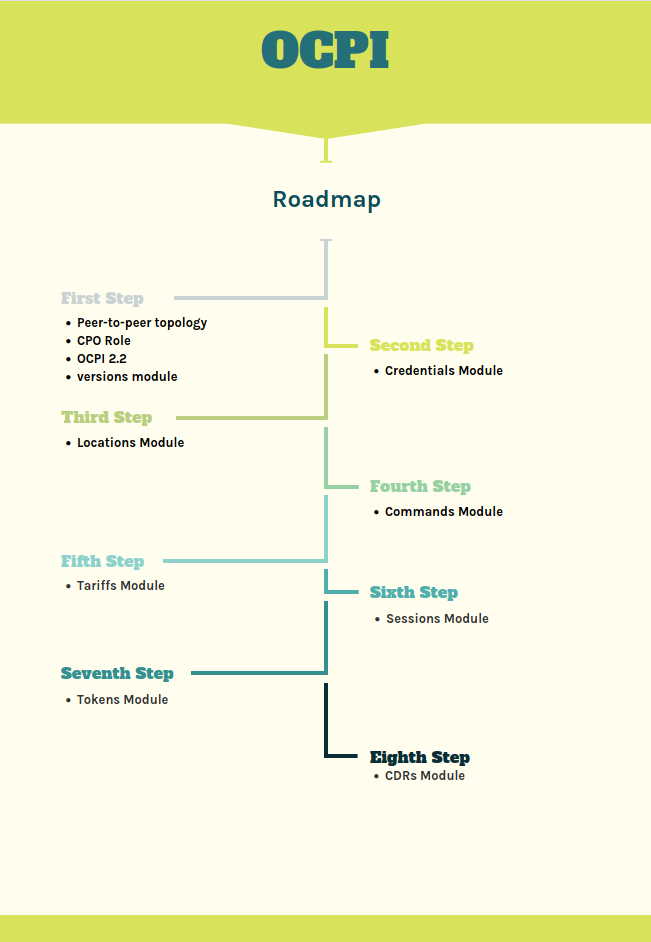 OCPI
Roadmap
First Step
• Peer-to-peer topology
• CPO Role
• OCPI 2.2
• versions module
Second Step
• Credentials Module
Third Step
• Locations Module
Fourth Step
• Commands Module
Fifth Step
• Tariffs Module
Sixth Step
• Sessions Module
Seventh Step
• Tokens Module
Eighth Step
• CDRs Module